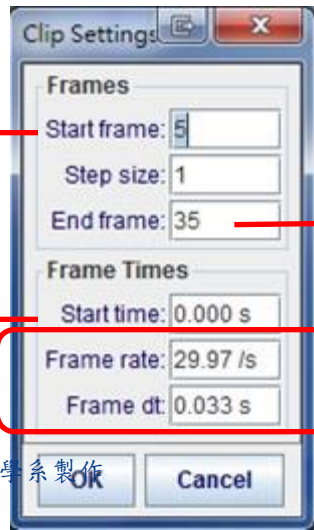 Clip Settings
Frames
Start frame: 5
Step size: 1
End frame: 35
Frame Times
Start time: 0.000 s
Frame rate: 29.97 /s
Frame dt: 0.033 s
學系製作
OK Cancel